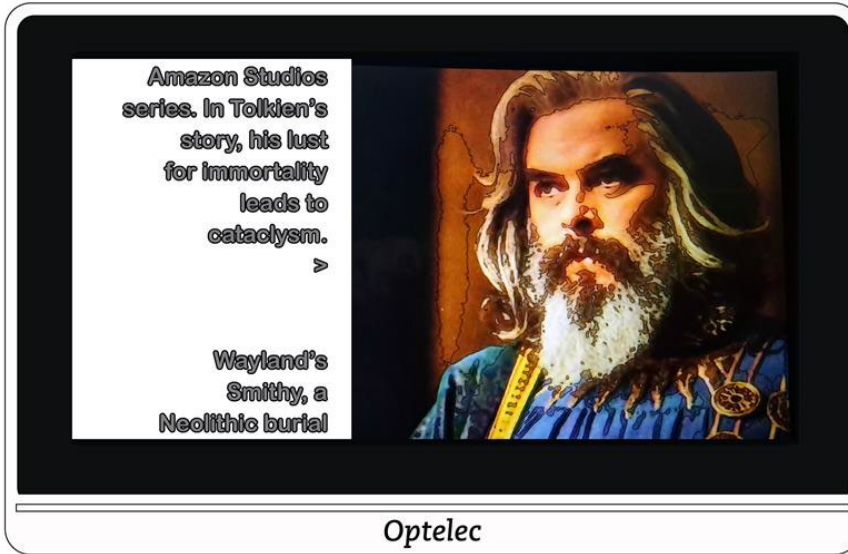 Amazon Studios
series. In Tolkien's
story, his lust
for immortality
leads to
cataclysm.
>
Wayland's
Smithy, a
Neolithic burial
Optelec